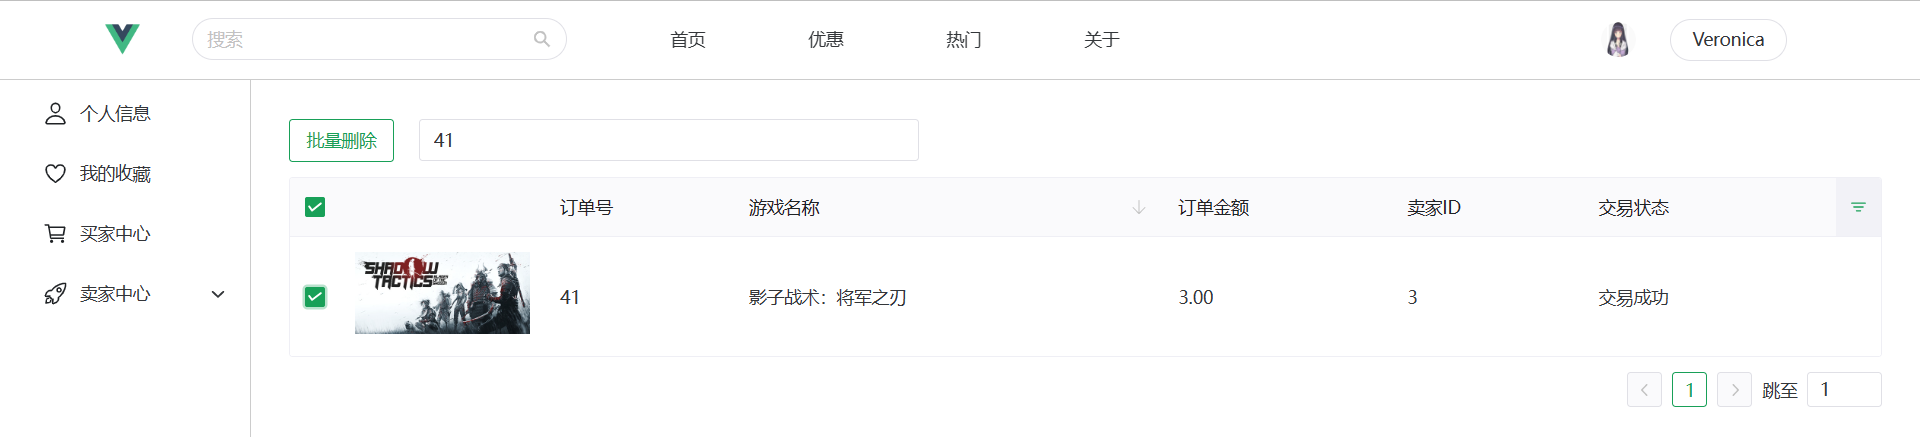 搜索 首页 优惠 热门 关于 Veronica
个人信息
我的收藏
买家中心
卖家中心
批量删除 41
订单号 游戏名称 订单金额 卖家ID 交易状态
SHADOW
TACTICS
41 影子战术：将军之刃 3.00 3 交易成功
1 跳至 1